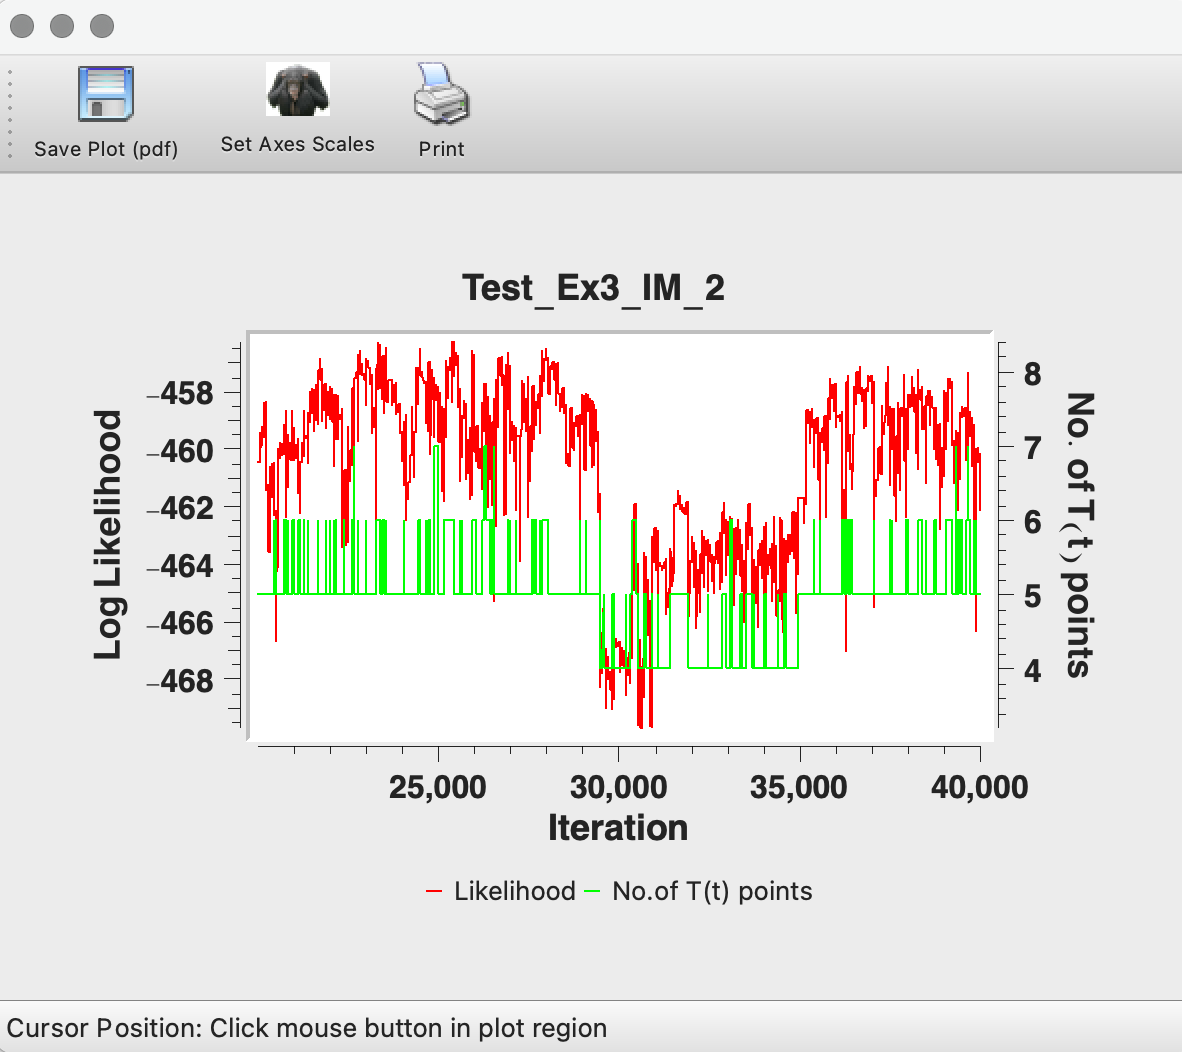 Save Plot (pdf)
Set Axes Scales
Print
Test_Ex3_IM_2
Log Likelihood
−458
−460
−462
−464
−466
−468
8
7
6
5
4
No. of T(t) points
25,000
30,000
35,000
40,000
Iteration
Likelihood
No.of T(t) points
Cursor Position: Click mouse button in plot region